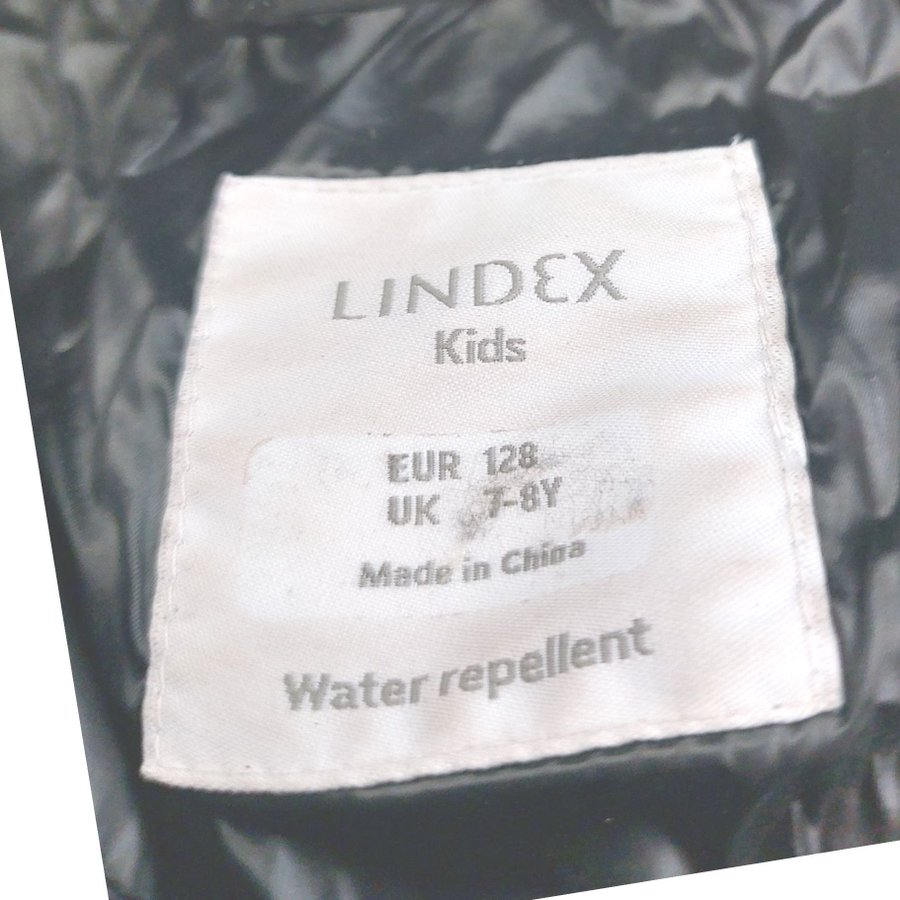 LINDEX
Kids
EUR 128
UK 7-8Y
Made in China
Water repellent